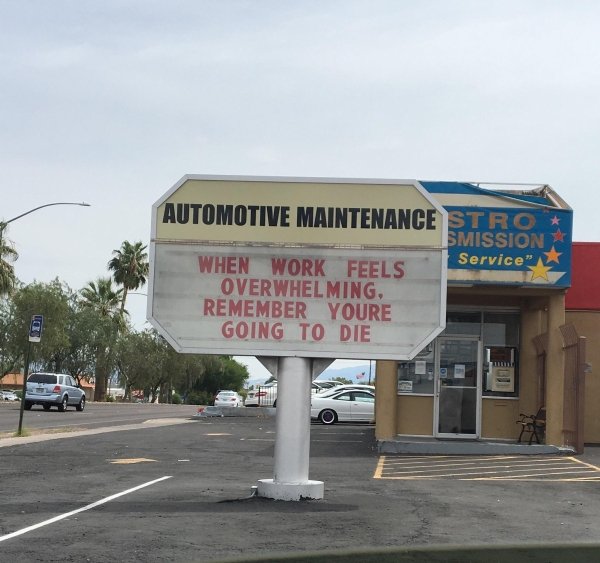 AUTOMOTIVE MAINTENANCE
WHEN WORK FEELS
OVERWHELMING,
REMEMBER YOURE
GOING TO DIE
STRO
SMISSION
Service"